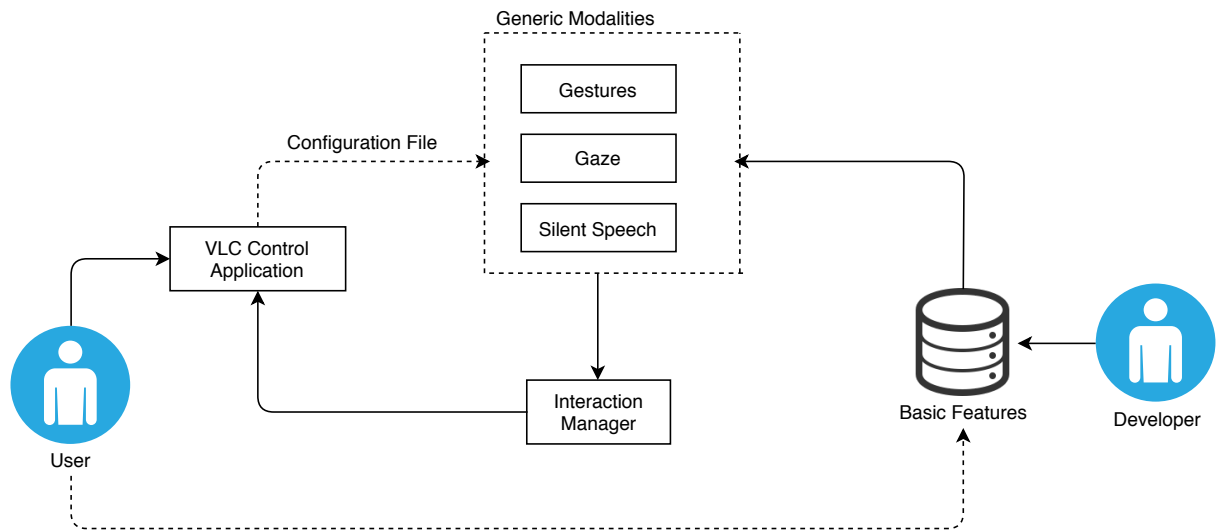 Generic Modalities
Gestures
Configuration File
Gaze
Silent Speech
VLC Control
Application
Interaction
Manager
Basic Features
Developer
User